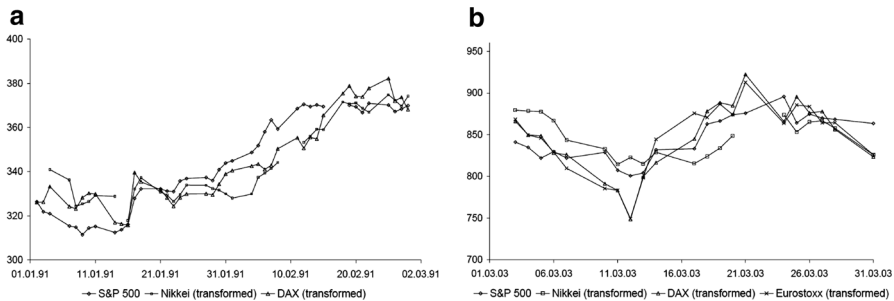 a
400
380
360
340
320
300
01.01.91 11.01.91 21.01.91 31.01.91 10.02.91 20.02.91 02.03.91
S&P 500 Nikkei (transformed) DAX (transformed)
b
950
900
850
800
750
700
01.03.03 06.03.03 11.03.03 16.03.03 21.03.03 26.03.03 31.03.03
S&P 500 Nikkei (transformed) DAX (transformed) Eurostoxx (transformed)